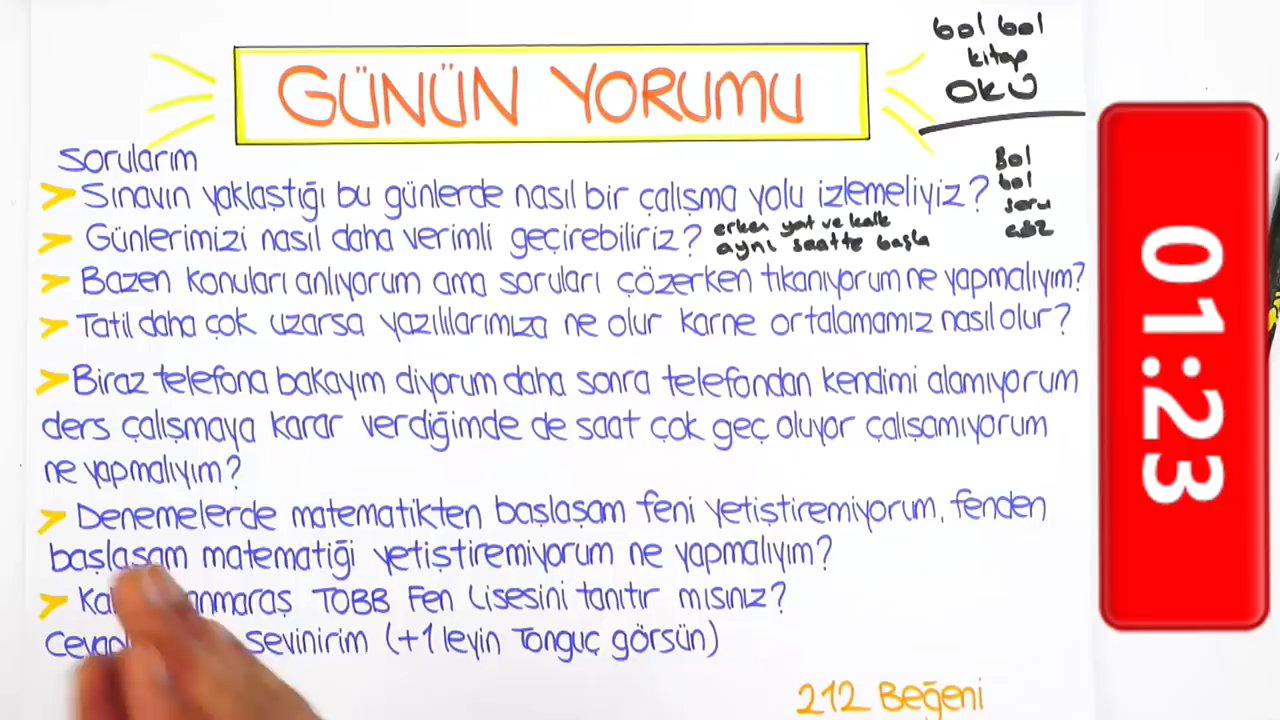 GÜNÜN YORUMU
bol bol
kitap
OKU
Bol
bol
soru
çöz
Sorularım
➤ Sınavın yaklaştığı bu günlerde nasıl bir çalışma yolu izlemeliyiz?
➤ Günlerimizi nasıl daha verimli geçirebiliriz?
erken yat ve kalk
aynı saatte başla
➤ Bazen konuları anlıyorum ama soruları çözerken tıkanıyorum ne yapmalıyım?
➤ Tatil daha çok uzarsa yazılılarımıza ne olur karne ortalamamız nasıl olur?
➤ Biraz telefona bakayım diyorum daha sonra telefondan kendimi alamıyorum
ders çalışmaya karar verdiğimde de saat çok geç oluyor çalışamıyorum
ne yapmalıyım?
➤ Denemelerde matematikten başlasam feni yetiştiremiyorum, fenden
başlasam matematiği yetiştiremiyorum ne yapmalıyım?
➤ TOBB Fen Lisesini tanıtır mısınız?
sevinirim (+1 leyin Tonguç görsün)
212 Beğeni
01:23